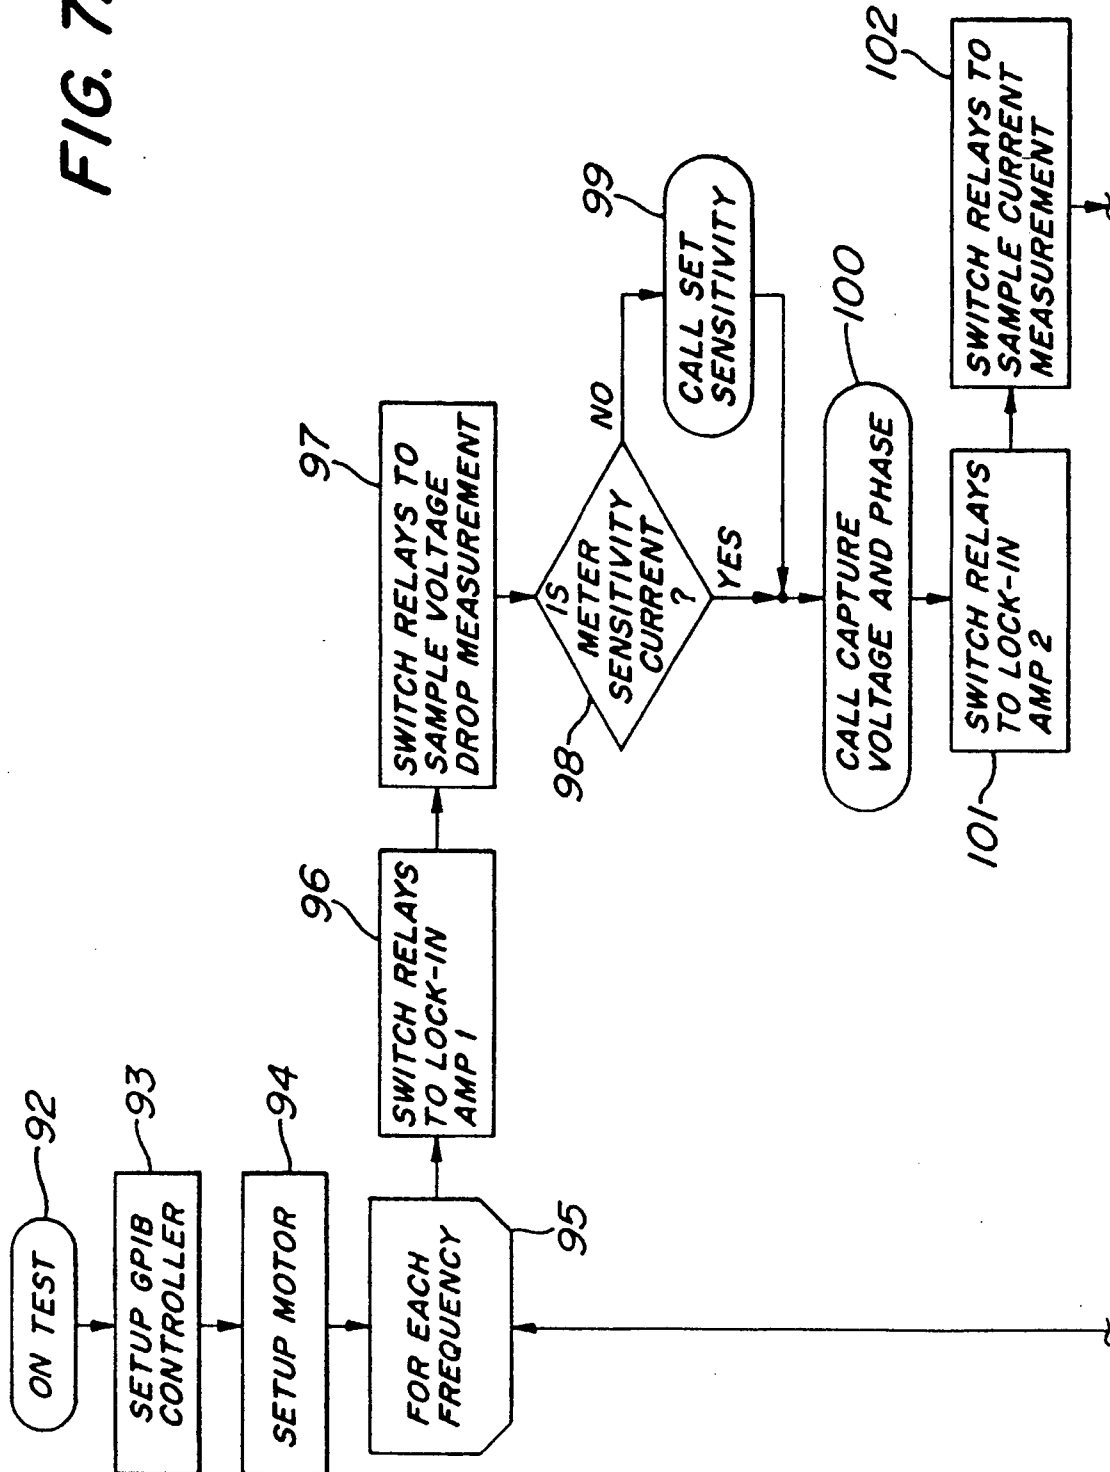 FIG. 7
92
ON TEST
93
SETUP GPIB
CONTROLLER
94
SETUP MOTOR
FOR EACH
FREQUENCY
95
96
SWITCH RELAYS
TO LOCK-IN
AMP 1
97
SWITCH RELAYS TO
SAMPLE VOLTAGE
DROP MEASUREMENT
98
IS
METER
SENSITIVITY
CURRENT
?
NO
YES
99
CALL SET
SENSITIVITY
100
CALL CAPTURE
VOLTAGE AND PHASE
101
SWITCH RELAYS
TO LOCK-IN
AMP 2
102
SWITCH RELAYS TO
SAMPLE CURRENT
MEASUREMENT